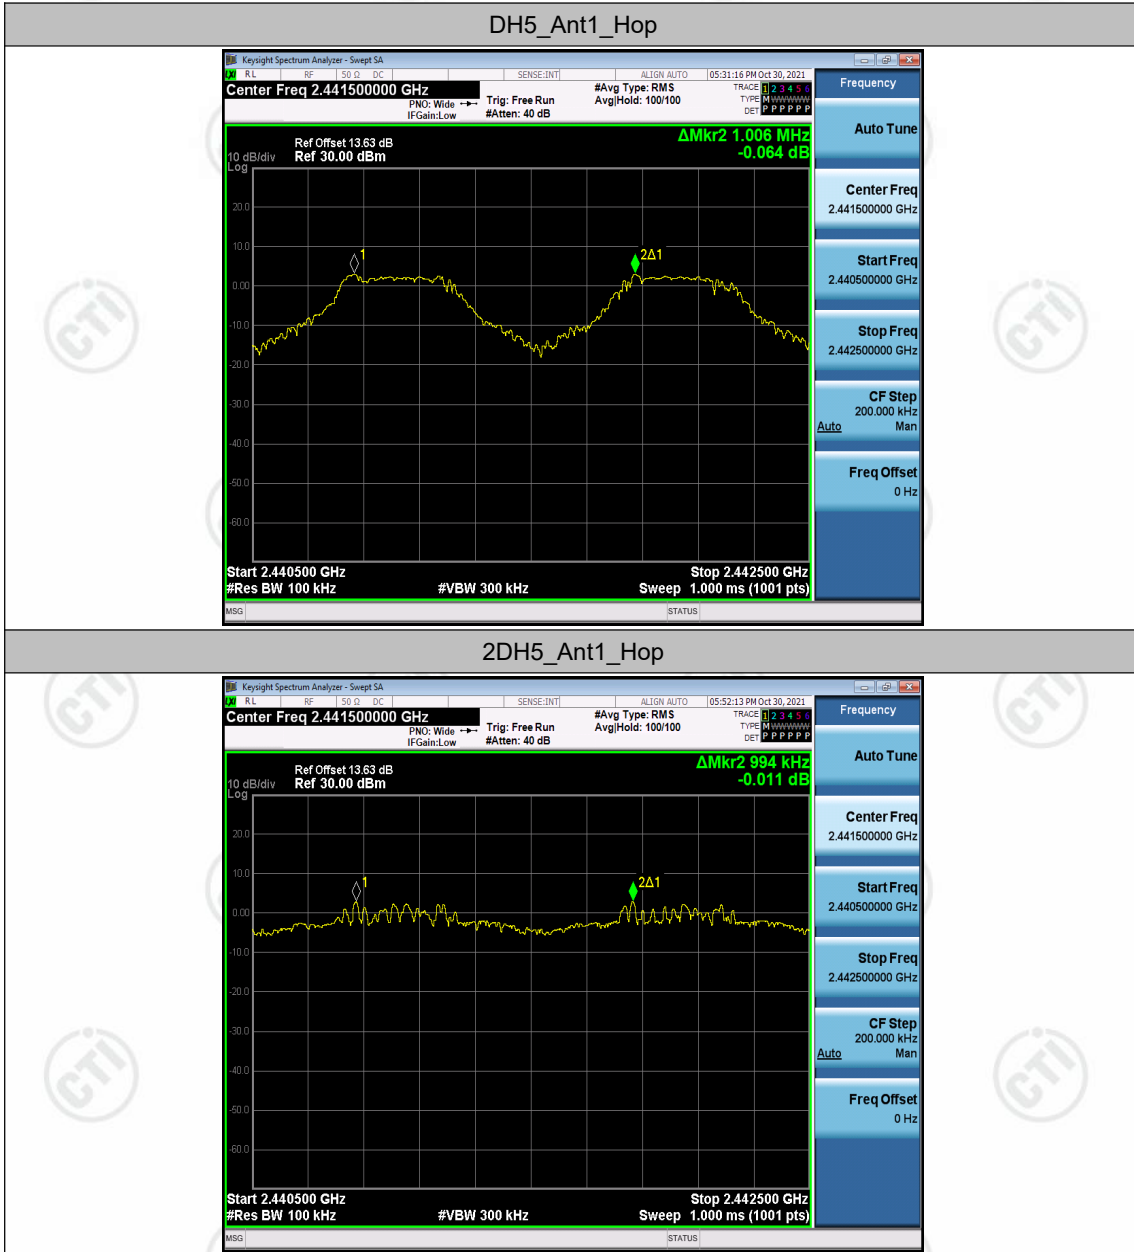 DH5_Ant1_Hop
Keysight Spectrum Analyzer - Swept SA
LXI RL RF 50 Ω DC SENSE:INT ALIGN AUTO 05:31:16 PM Oct 30, 2021
Center Freq 2.441500000 GHz #Avg Type: RMS TRACE 1 2 3 4 5 6 Frequency
PNO: Wide Trig: Free Run Avg|Hold: 100/100 TYPE M WWWWW
IFGain:Low #Atten: 40 dB DET P P P P P P
Auto Tune
ΔMkr2 1.006 MHz
Ref Offset 13.63 dB
10 dB/div Ref 30.00 dBm -0.064 dB
Log
Center Freq
2.441500000 GHz
20.0
10.0
1 2Δ1
Start Freq
2.440500000 GHz
0.00
-10.0
Stop Freq
2.442500000 GHz
-20.0
-30.0
CF Step
200.000 kHz
Auto Man
-40.0
-50.0
Freq Offset
0 Hz
-60.0
Start 2.440500 GHz Stop 2.442500 GHz
#Res BW 100 kHz #VBW 300 kHz Sweep 1.000 ms (1001 pts)
MSG STATUS
2DH5_Ant1_Hop
Keysight Spectrum Analyzer - Swept SA
LXI RL RF 50 Ω DC SENSE:INT ALIGN AUTO 05:52:13 PM Oct 30, 2021
Center Freq 2.441500000 GHz #Avg Type: RMS TRACE 1 2 3 4 5 6 Frequency
PNO: Wide Trig: Free Run Avg|Hold: 100/100 TYPE M WWWWW
IFGain:Low #Atten: 40 dB DET P P P P P P
Auto Tune
ΔMkr2 994 kHz
Ref Offset 13.63 dB
10 dB/div Ref 30.00 dBm -0.011 dB
Log
Center Freq
2.441500000 GHz
20.0
10.0
1 2Δ1
Start Freq
2.440500000 GHz
0.00
-10.0
Stop Freq
2.442500000 GHz
-20.0
-30.0
CF Step
200.000 kHz
Auto Man
-40.0
-50.0
Freq Offset
0 Hz
-60.0
Start 2.440500 GHz Stop 2.442500 GHz
#Res BW 100 kHz #VBW 300 kHz Sweep 1.000 ms (1001 pts)
MSG STATUS
CTI
CTI
CTI
CTI
CTI
CTI